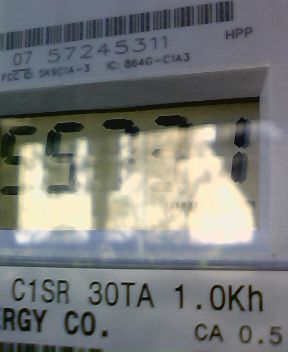 07 57245311
HPP
FCC ID: SK9C1A-3 IC: 864G-C1A3
C1SR 30TA 1.0Kh
RGY CO.
CA 0.5